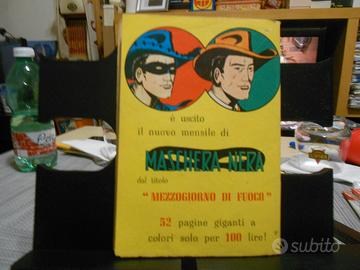 è uscito
il nuovo mensile di
MASCHERA NERA
dal titolo
" MEZZOGIORNO DI FUOCO "
52 pagine giganti a
colori solo per 100 lire!
subito